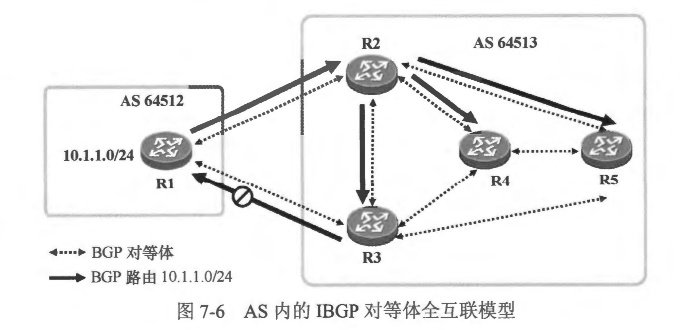 R2
AS 64513
AS 64512
10.1.1.0/24
R1
R4
R5
R3
BGP 对等体
BGP 路由 10.1.1.0/24
图 7-6 AS 内的 IBGP 对等体全互联模型